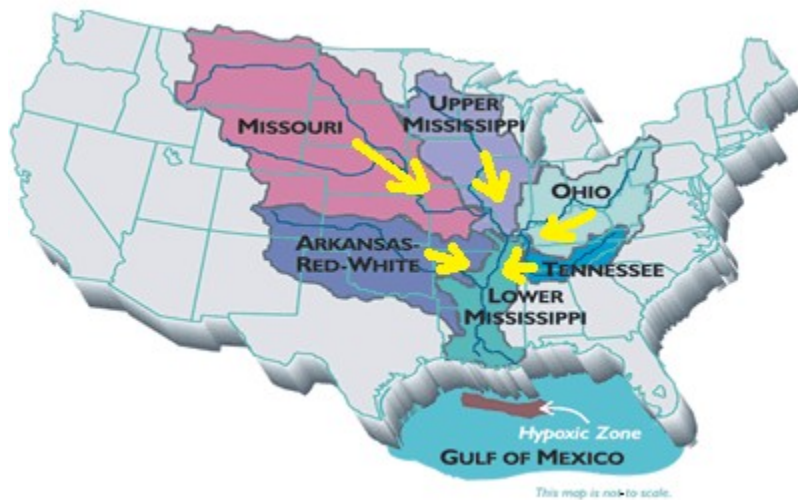 UPPER
MISSISSIPPI
MISSOURI
OHIO
ARKANSAS-
RED-WHITE
TENNESSEE
LOWER
MISSISSIPPI
Hypoxic Zone
GULF OF MEXICO
This map is not to scale.